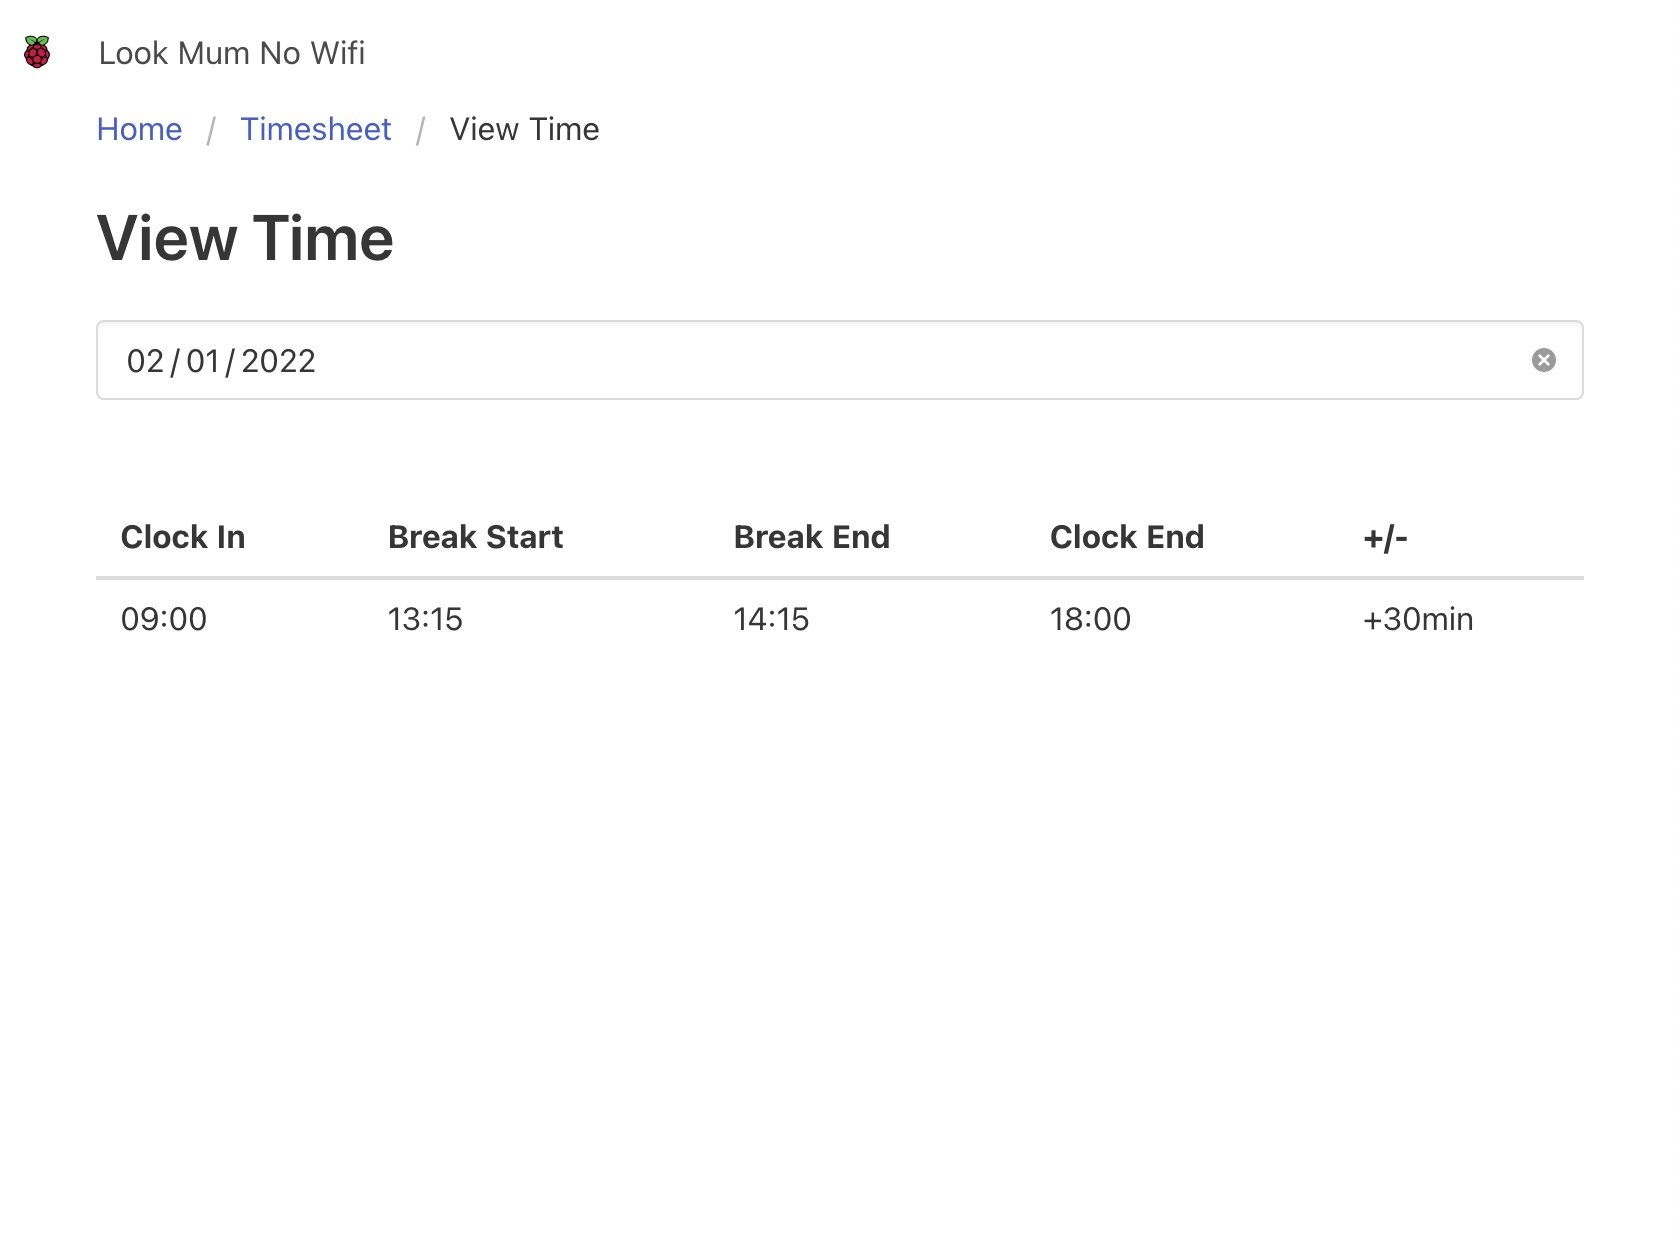 Look Mum No Wifi
Home / Timesheet / View Time
View Time
02/01/2022
Clock In Break Start Break End Clock End +/-
09:00 13:15 14:15 18:00 +30min